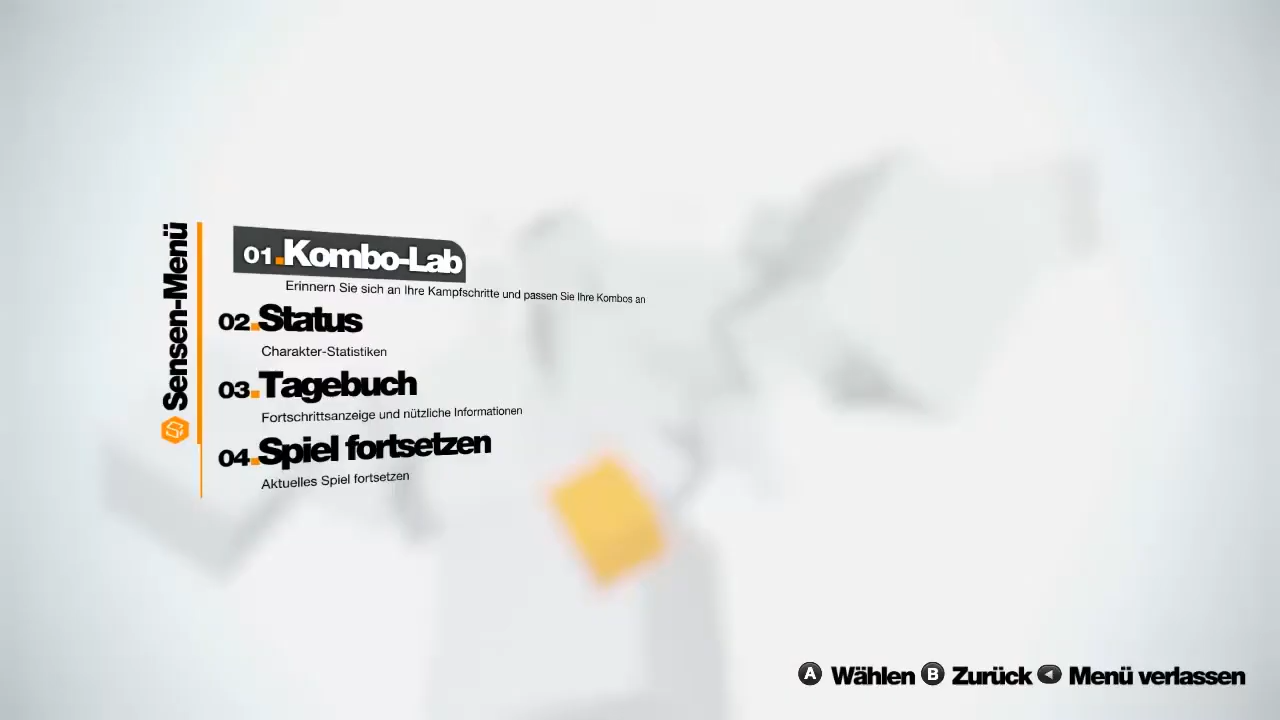 Sensen-Menü
01.Kombo-Lab
Erinnern Sie sich an Ihre Kampfschritte und passen Sie Ihre Kombos an
02.Status
Charakter-Statistiken
03.Tagebuch
Fortschrittsanzeige und nützliche Informationen
04.Spiel fortsetzen
Aktuelles Spiel fortsetzen
A Wählen B Zurück Menü verlassen